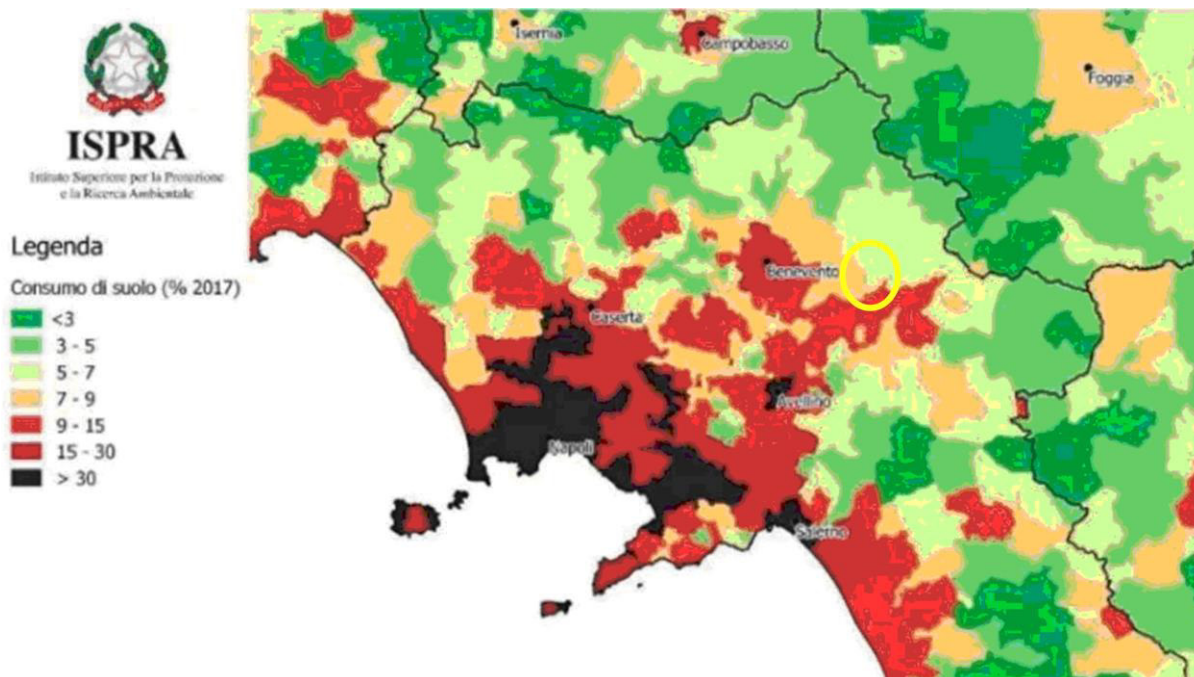 ISPRA
Istituto Superiore per la Protezione
e la Ricerca Ambientale
Legenda
Consumo di suolo (% 2017)
<3
3 - 5
5 - 7
7 - 9
9 - 15
15 - 30
> 30
Isernia
Campobasso
Foggia
Benevento
Caserta
Avellino
Napoli
Salerno